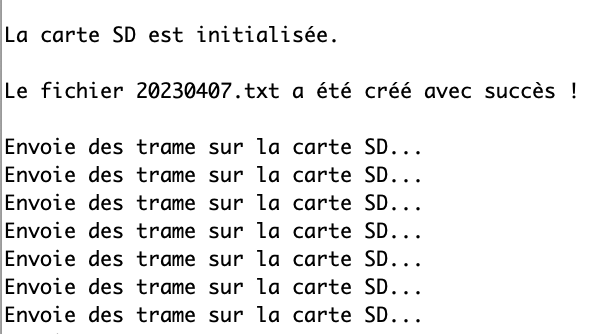 La carte SD est initialisée.
Le fichier 20230407.txt a été créé avec succès !
Envoie des trame sur la carte SD...
Envoie des trame sur la carte SD...
Envoie des trame sur la carte SD...
Envoie des trame sur la carte SD...
Envoie des trame sur la carte SD...
Envoie des trame sur la carte SD...
Envoie des trame sur la carte SD...